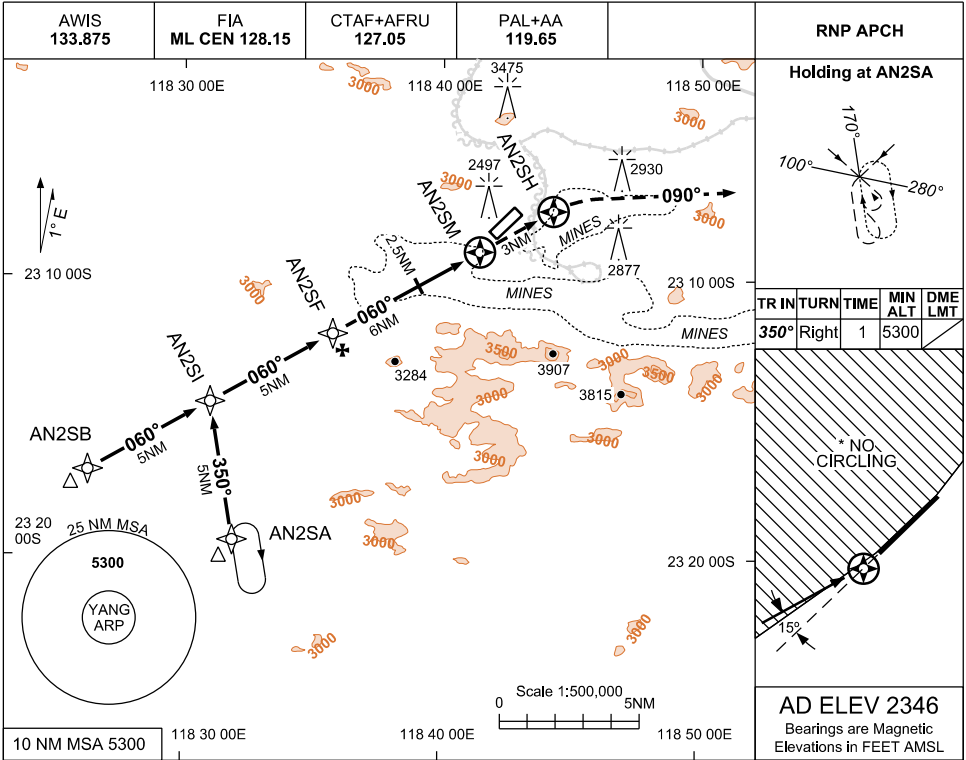 AWIS
133.875
FIA
ML CEN 128.15
CTAF+AFRU
127.05
PAL+AA
119.65
RNP APCH
118 30 00E
118 40 00E
118 50 00E
3000
3475
3000
Holding at AN2SA
170°
100°
280°
AN2SH
2497
2930
3000
AN2SM
090°
3000
1° E
3NM
MINES
2.5NM
2877
23 10 00S
23 10 00S
AN2SF
3000
MINES
060°
6NM
MINES
TR IN
TURN
TIME
MIN ALT
DME LMT
350°
Right
1
5300
AN2SI
060°
5NM
3500
3907
3284
3000
3500
3000
3815
3000
AN2SB
060°
5NM
350°
5NM
3000
3000
* NO
CIRCLING
3000
23 20
00S
25 NM MSA
5300
YANG
ARP
AN2SA
3000
23 20 00S
15°
3000
3000
Scale 1:500,000
0
5NM
AD ELEV 2346
Bearings are Magnetic
Elevations in FEET AMSL
10 NM MSA 5300
118 30 00E
118 40 00E
118 50 00E